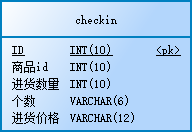 checkin
ID INT(10) <pk>
商品id INT(10)
进货数量 INT(10)
个数 VARCHAR(6)
进货价格 VARCHAR(12)